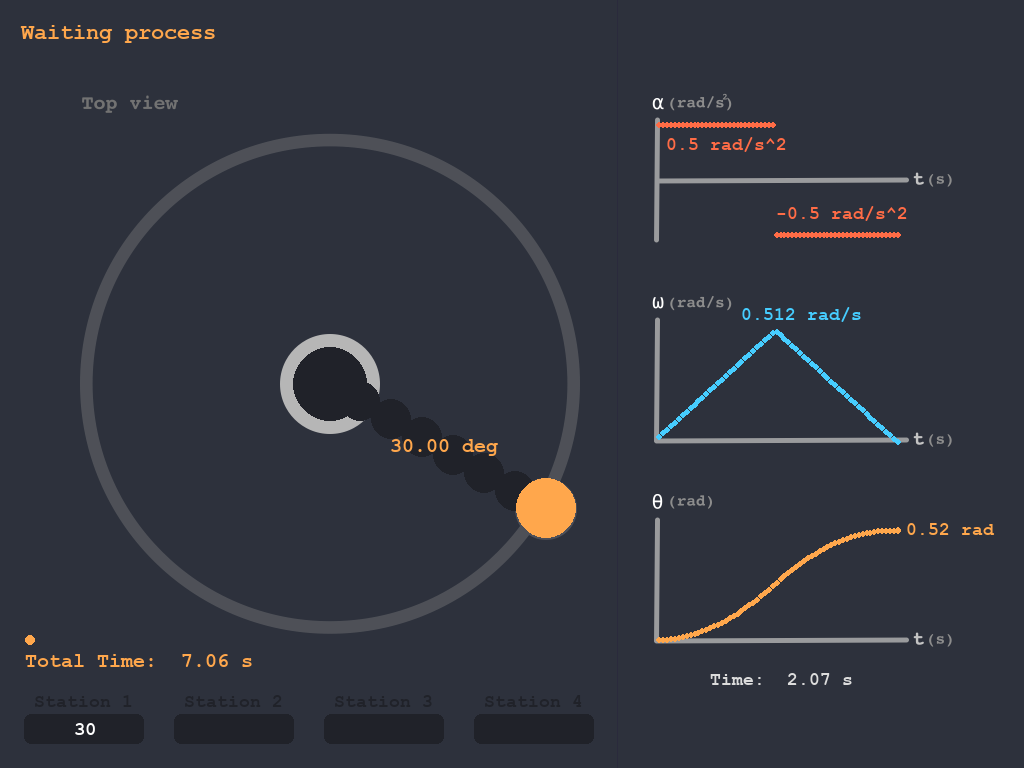 Waiting process
Top view
30.00 deg
Total Time: 7.06 s
Station 1 Station 2 Station 3 Station 4
30
α (rad/s²)
0.5 rad/s^2
t(s)
-0.5 rad/s^2
ω (rad/s)
0.512 rad/s
t(s)
θ (rad)
0.52 rad
t(s)
Time: 2.07 s